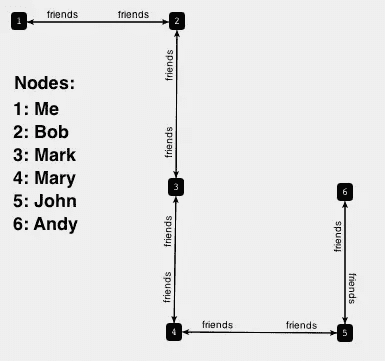 1 friends friends 2
friends
friends
Nodes:
1: Me
2: Bob
3: Mark
4: Mary
5: John
6: Andy
3
6
friends
friends
friends
friends
4 friends friends 5